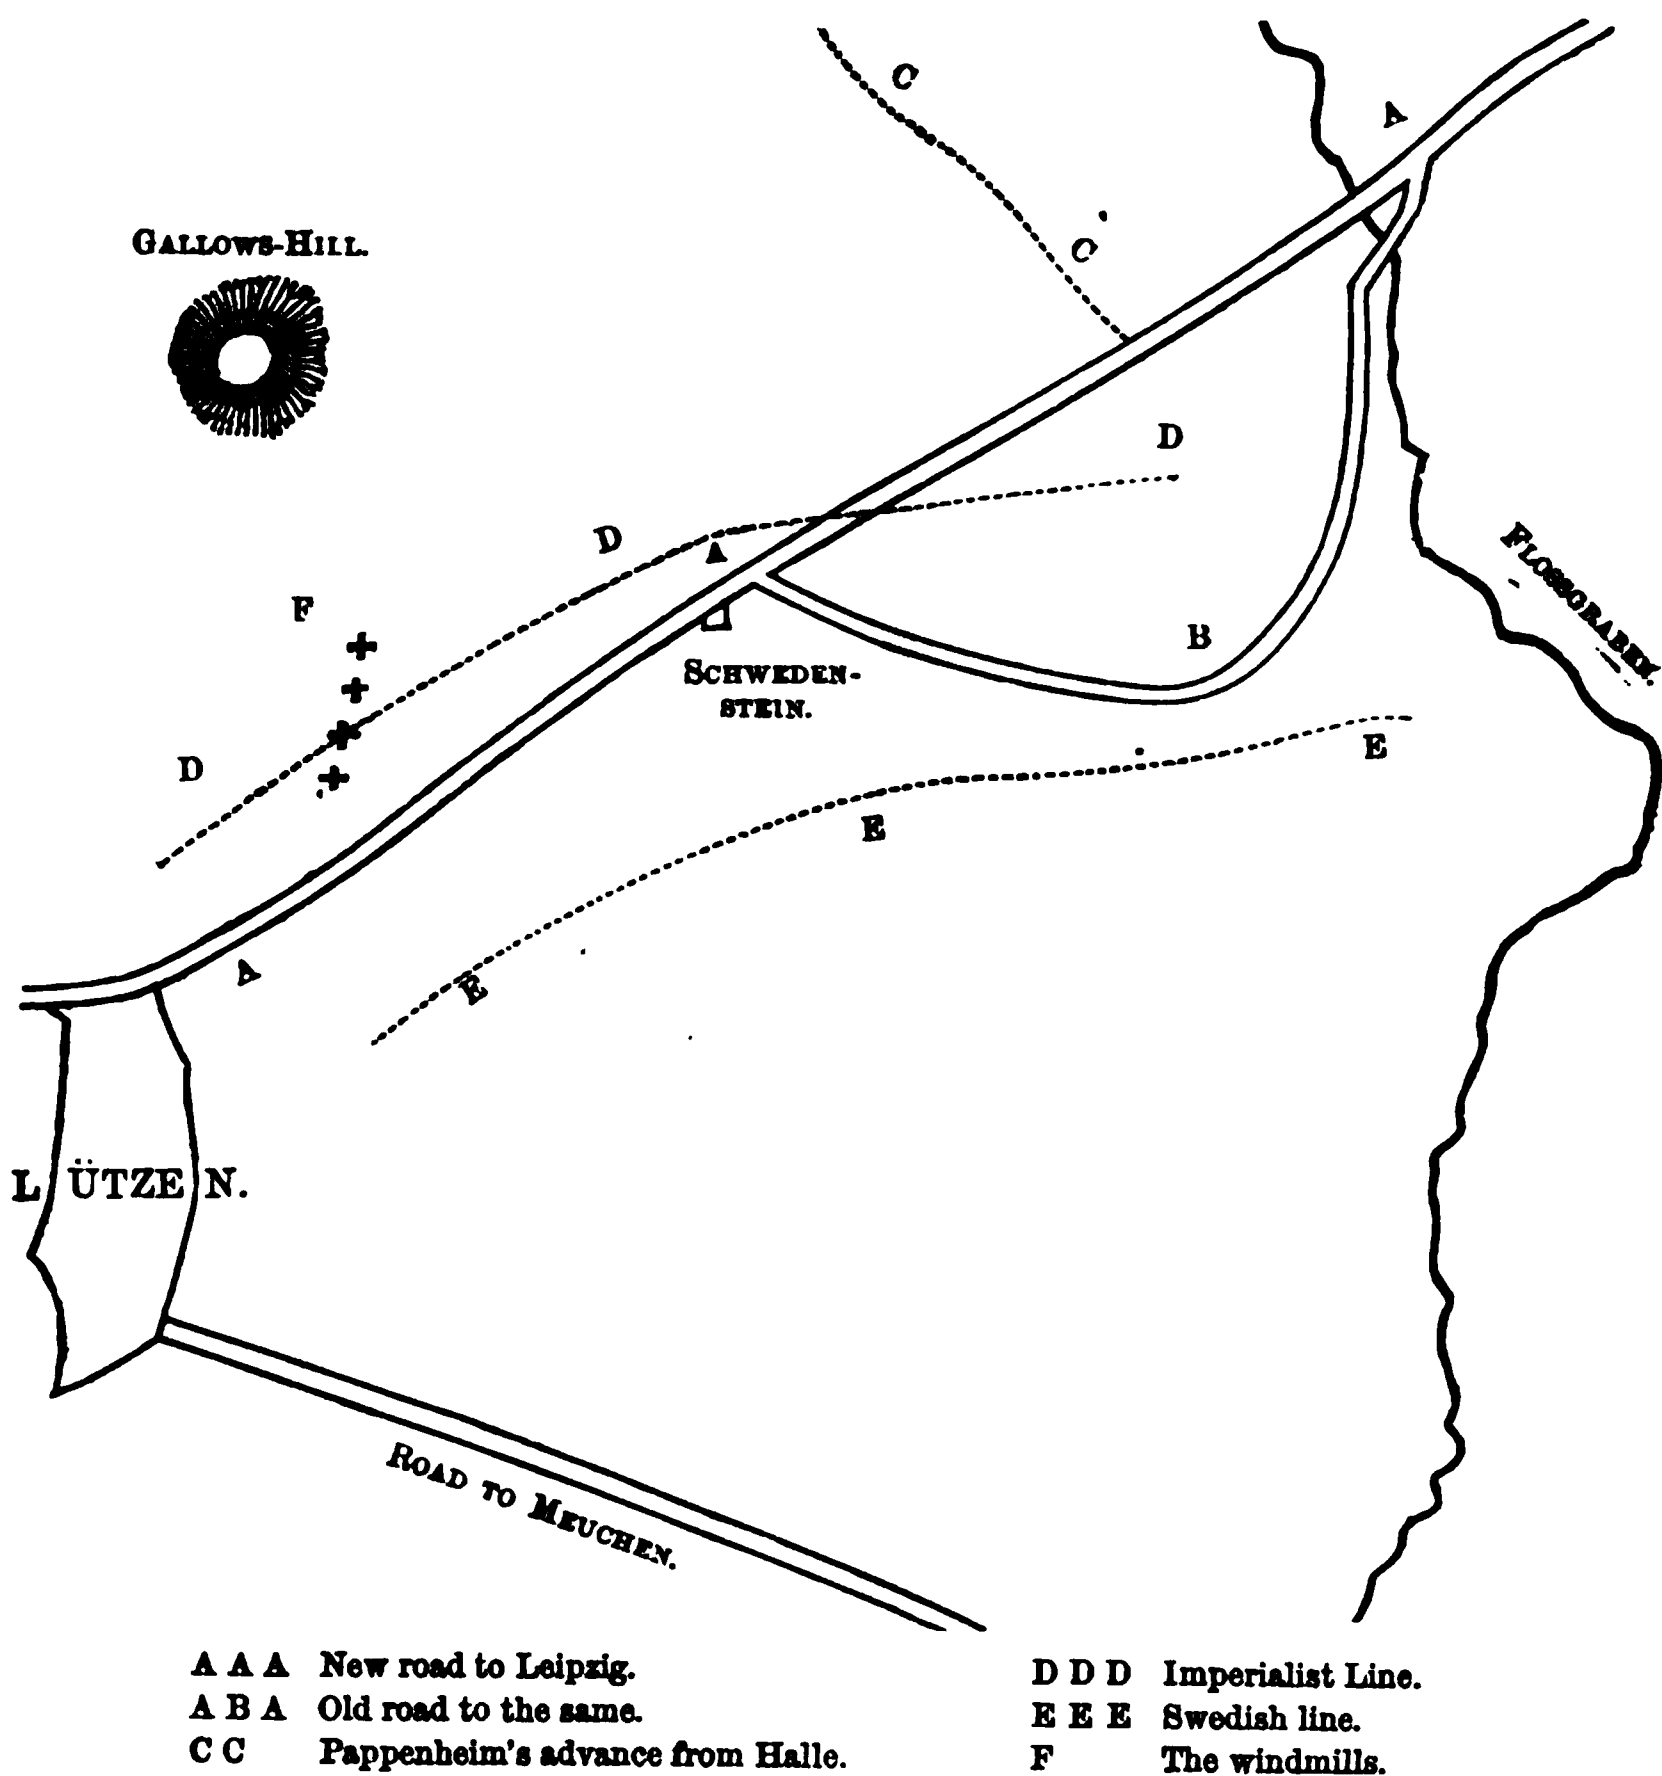 C
A
GALLOWS-HILL.
C
D
D
A
FLOSSGRABEN.
F
B
SCHWEDEN-
STEIN.
D
E
E
A
E
LÜTZEN.
ROAD TO MEUCHEN.
A A A New road to Leipzig.
A B A Old road to the same.
C C Pappenheim's advance from Halle.
D D D Imperialist Line.
E E E Swedish line.
F The windmills.